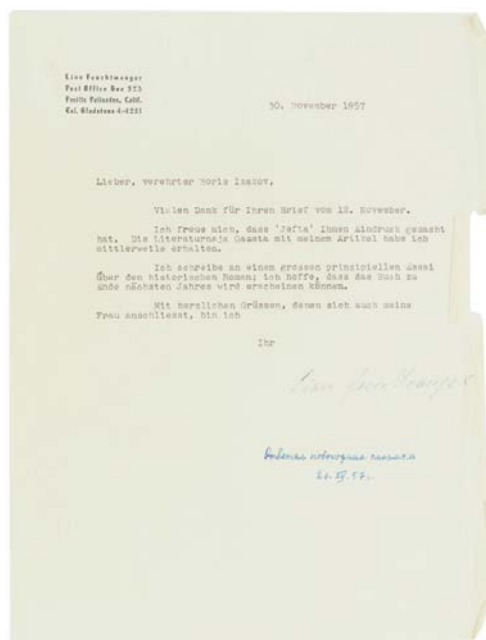 Lion Feuchtwanger
Post Office Box 325
Pacific Palisades, Calif.
Tel. Gladstone 4-4221
30. November 1957
Lieber, verehrter Boris Isakov,
Vielen Dank für Ihren Brief vom 12. November.
Ich freue mich, dass 'Jefta' Ihnen Eindruck gemacht
hat. Die Literaturnaja Gaseta mit meinem Artikel habe ich
mittlerweile erhalten.
Ich schreibe an einem grossen prinzipiellen Essai
über den historischen Roman; ich hoffe, dass das Buch zu
Ende nächsten Jahres wird erscheinen können.
Mit herzlichen Grüssen, denen sich auch meine
Frau anschliesst, bin ich
Ihr
Lion Feuchtwanger